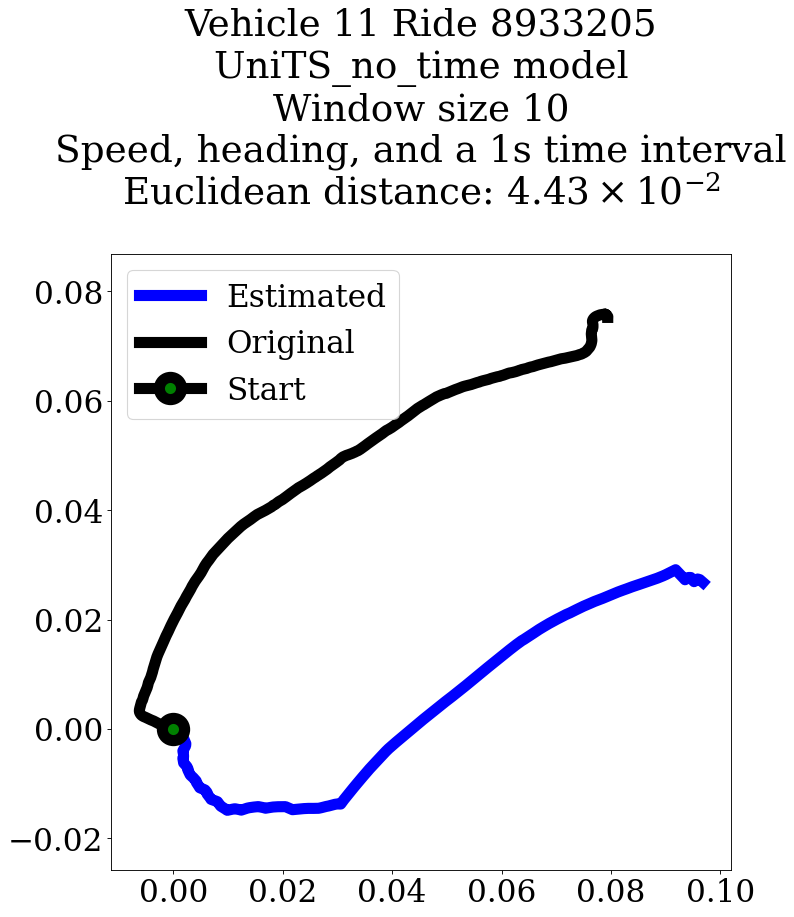 Vehicle 11 Ride 8933205
UniTS_no_time model
Window size 10
Speed, heading, and a 1s time interval
Euclidean distance: 4.43 × 10⁻²
Estimated
Original
Start
0.08
0.06
0.04
0.02
0.00
−0.02
0.00 0.02 0.04 0.06 0.08 0.10